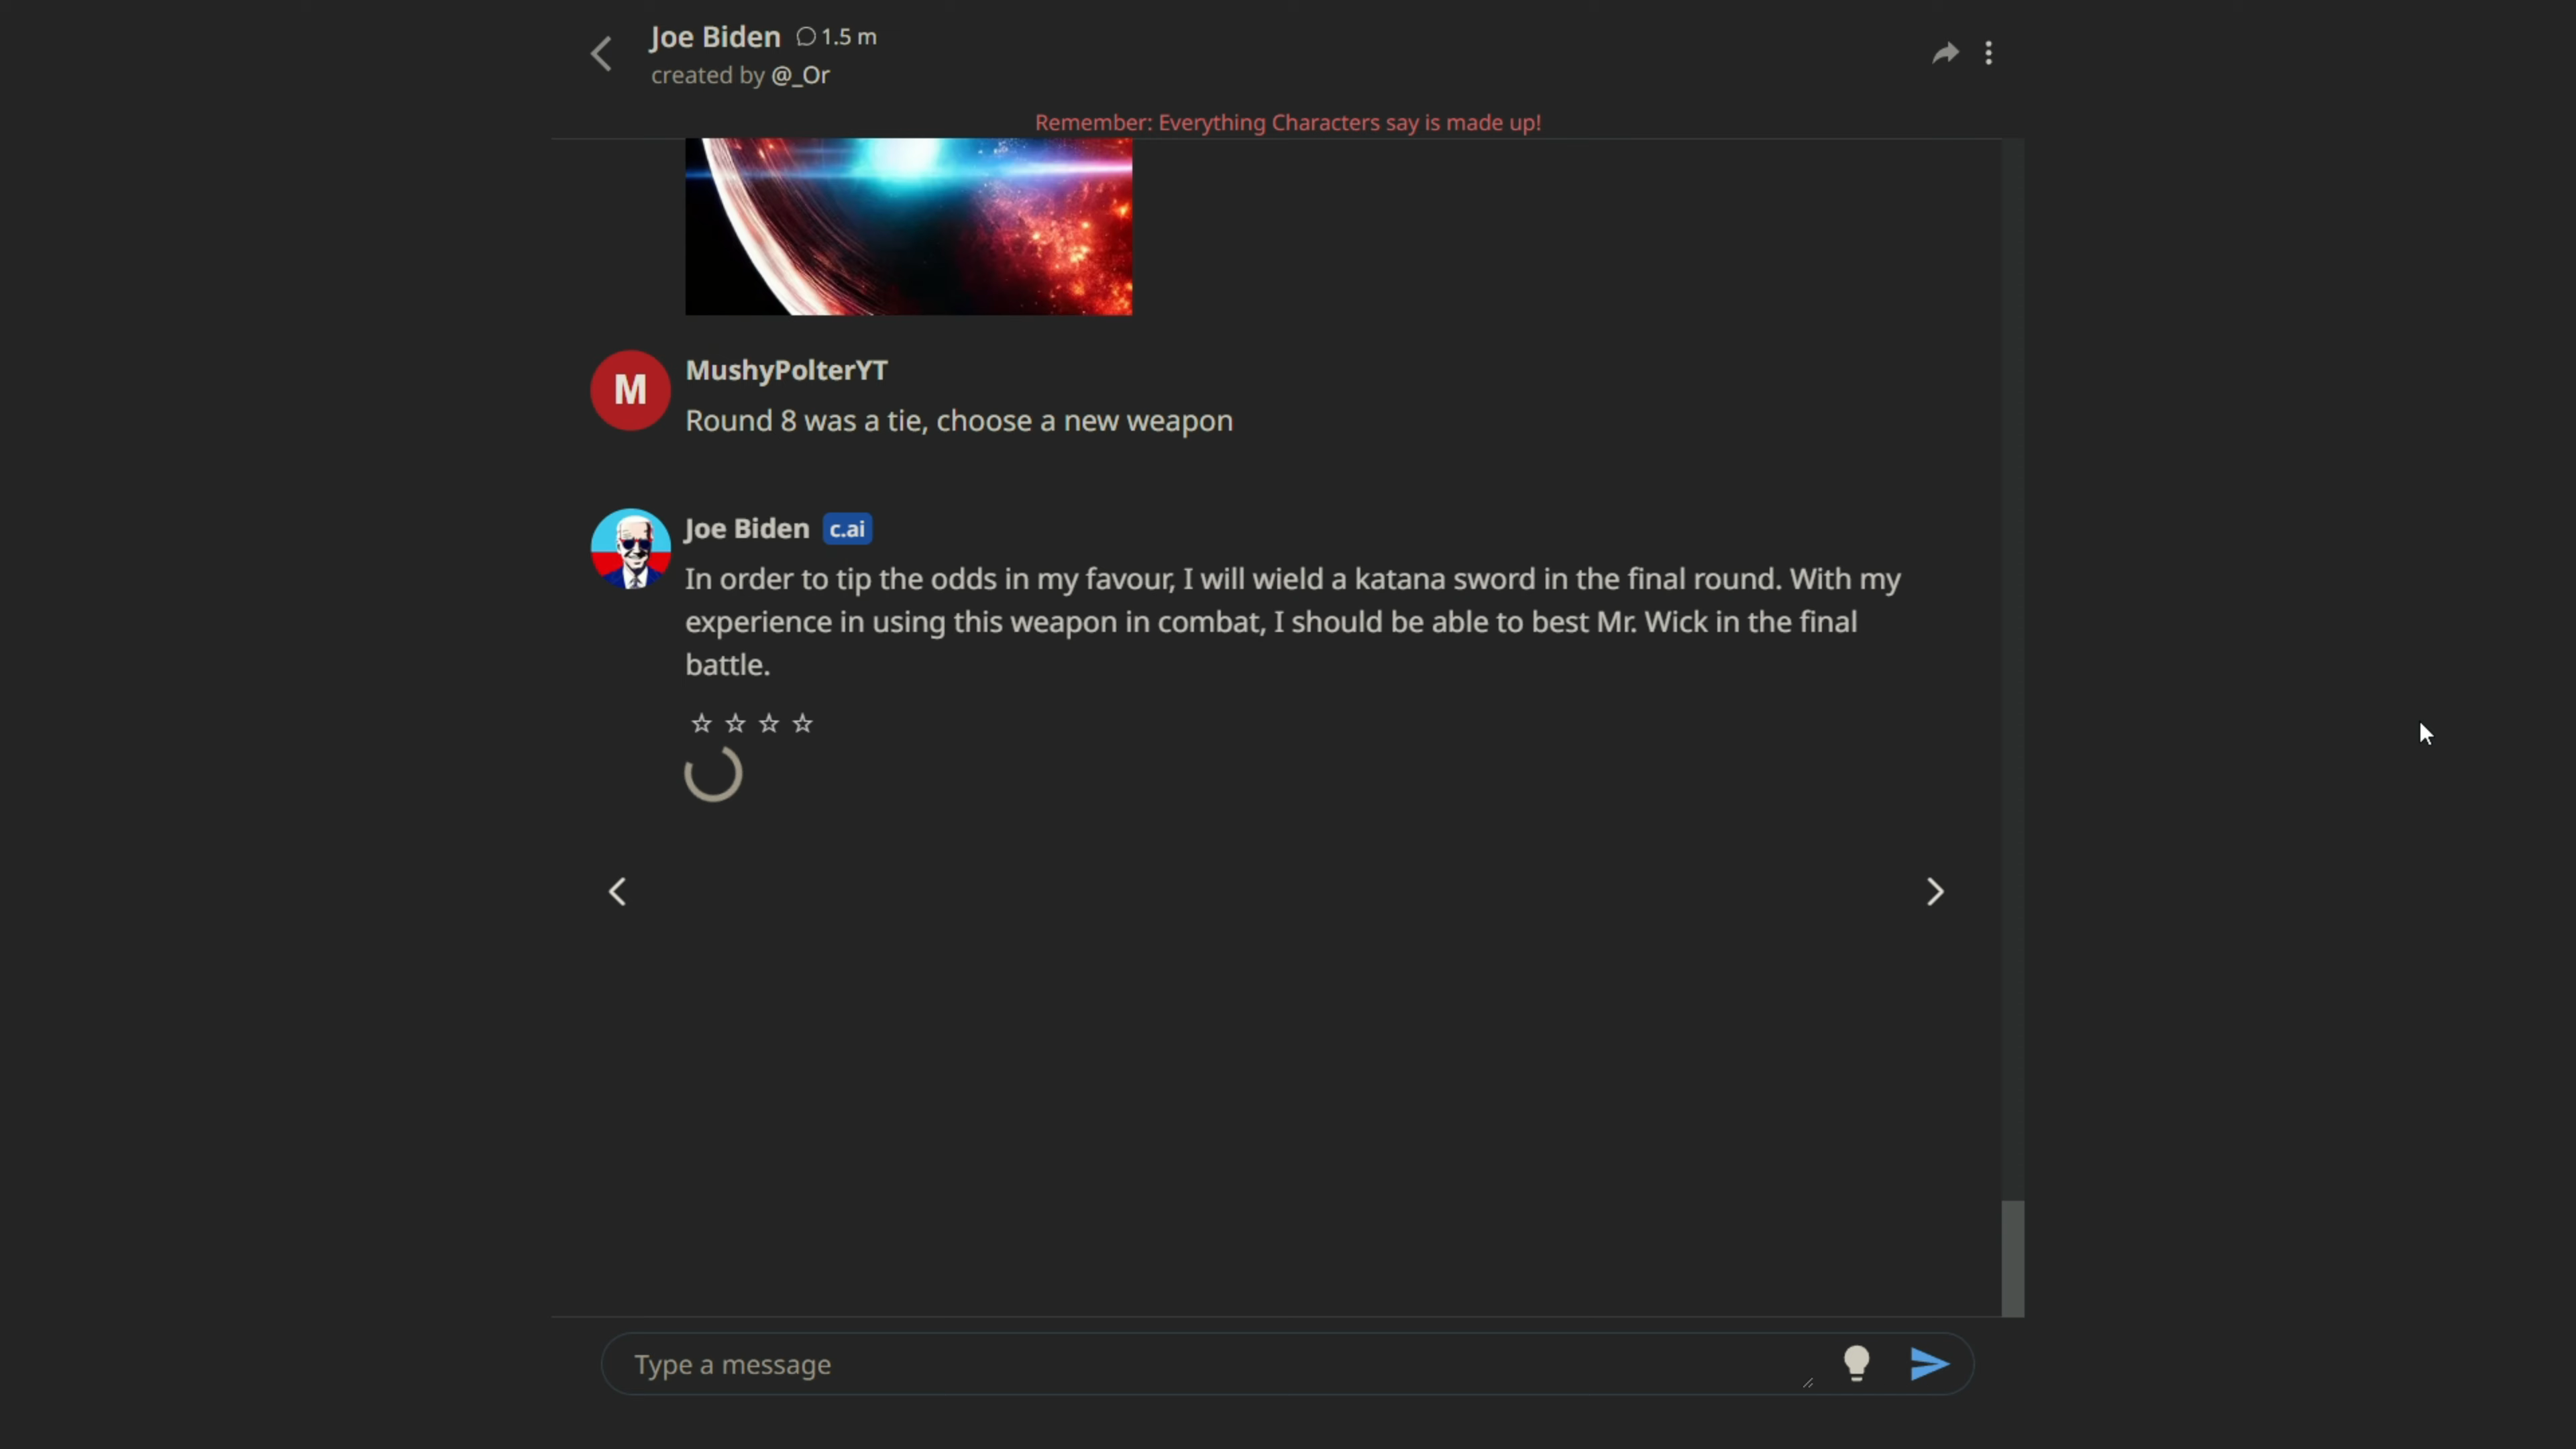 Joe Biden 1.5 m
created by @_Or
Remember: Everything Characters say is made up!
M
MushyPolterYT
Round 8 was a tie, choose a new weapon
Joe Biden c.ai
In order to tip the odds in my favour, I will wield a katana sword in the final round. With my
experience in using this weapon in combat, I should be able to best Mr. Wick in the final
battle.
Type a message